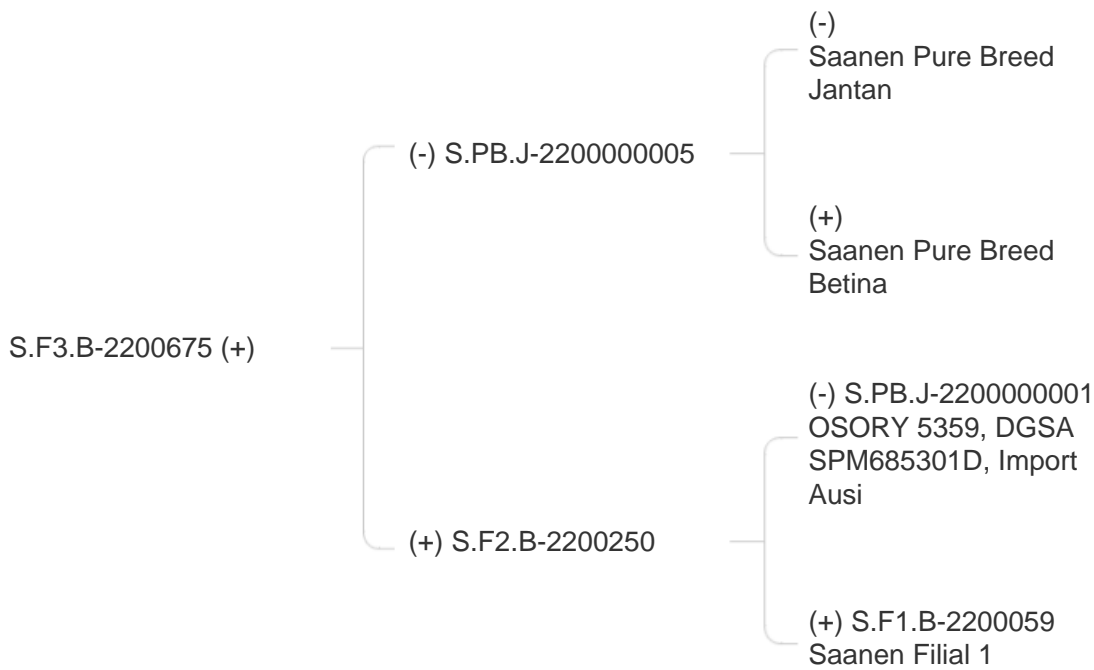 (-)
Saanen Pure Breed
Jantan
(-) S.PB.J-2200000005
(+)
Saanen Pure Breed
Betina
S.F3.B-2200675 (+)
(-) S.PB.J-2200000001
OSORY 5359, DGSA
SPM685301D, Import
Ausi
(+) S.F2.B-2200250
(+) S.F1.B-2200059
Saanen Filial 1